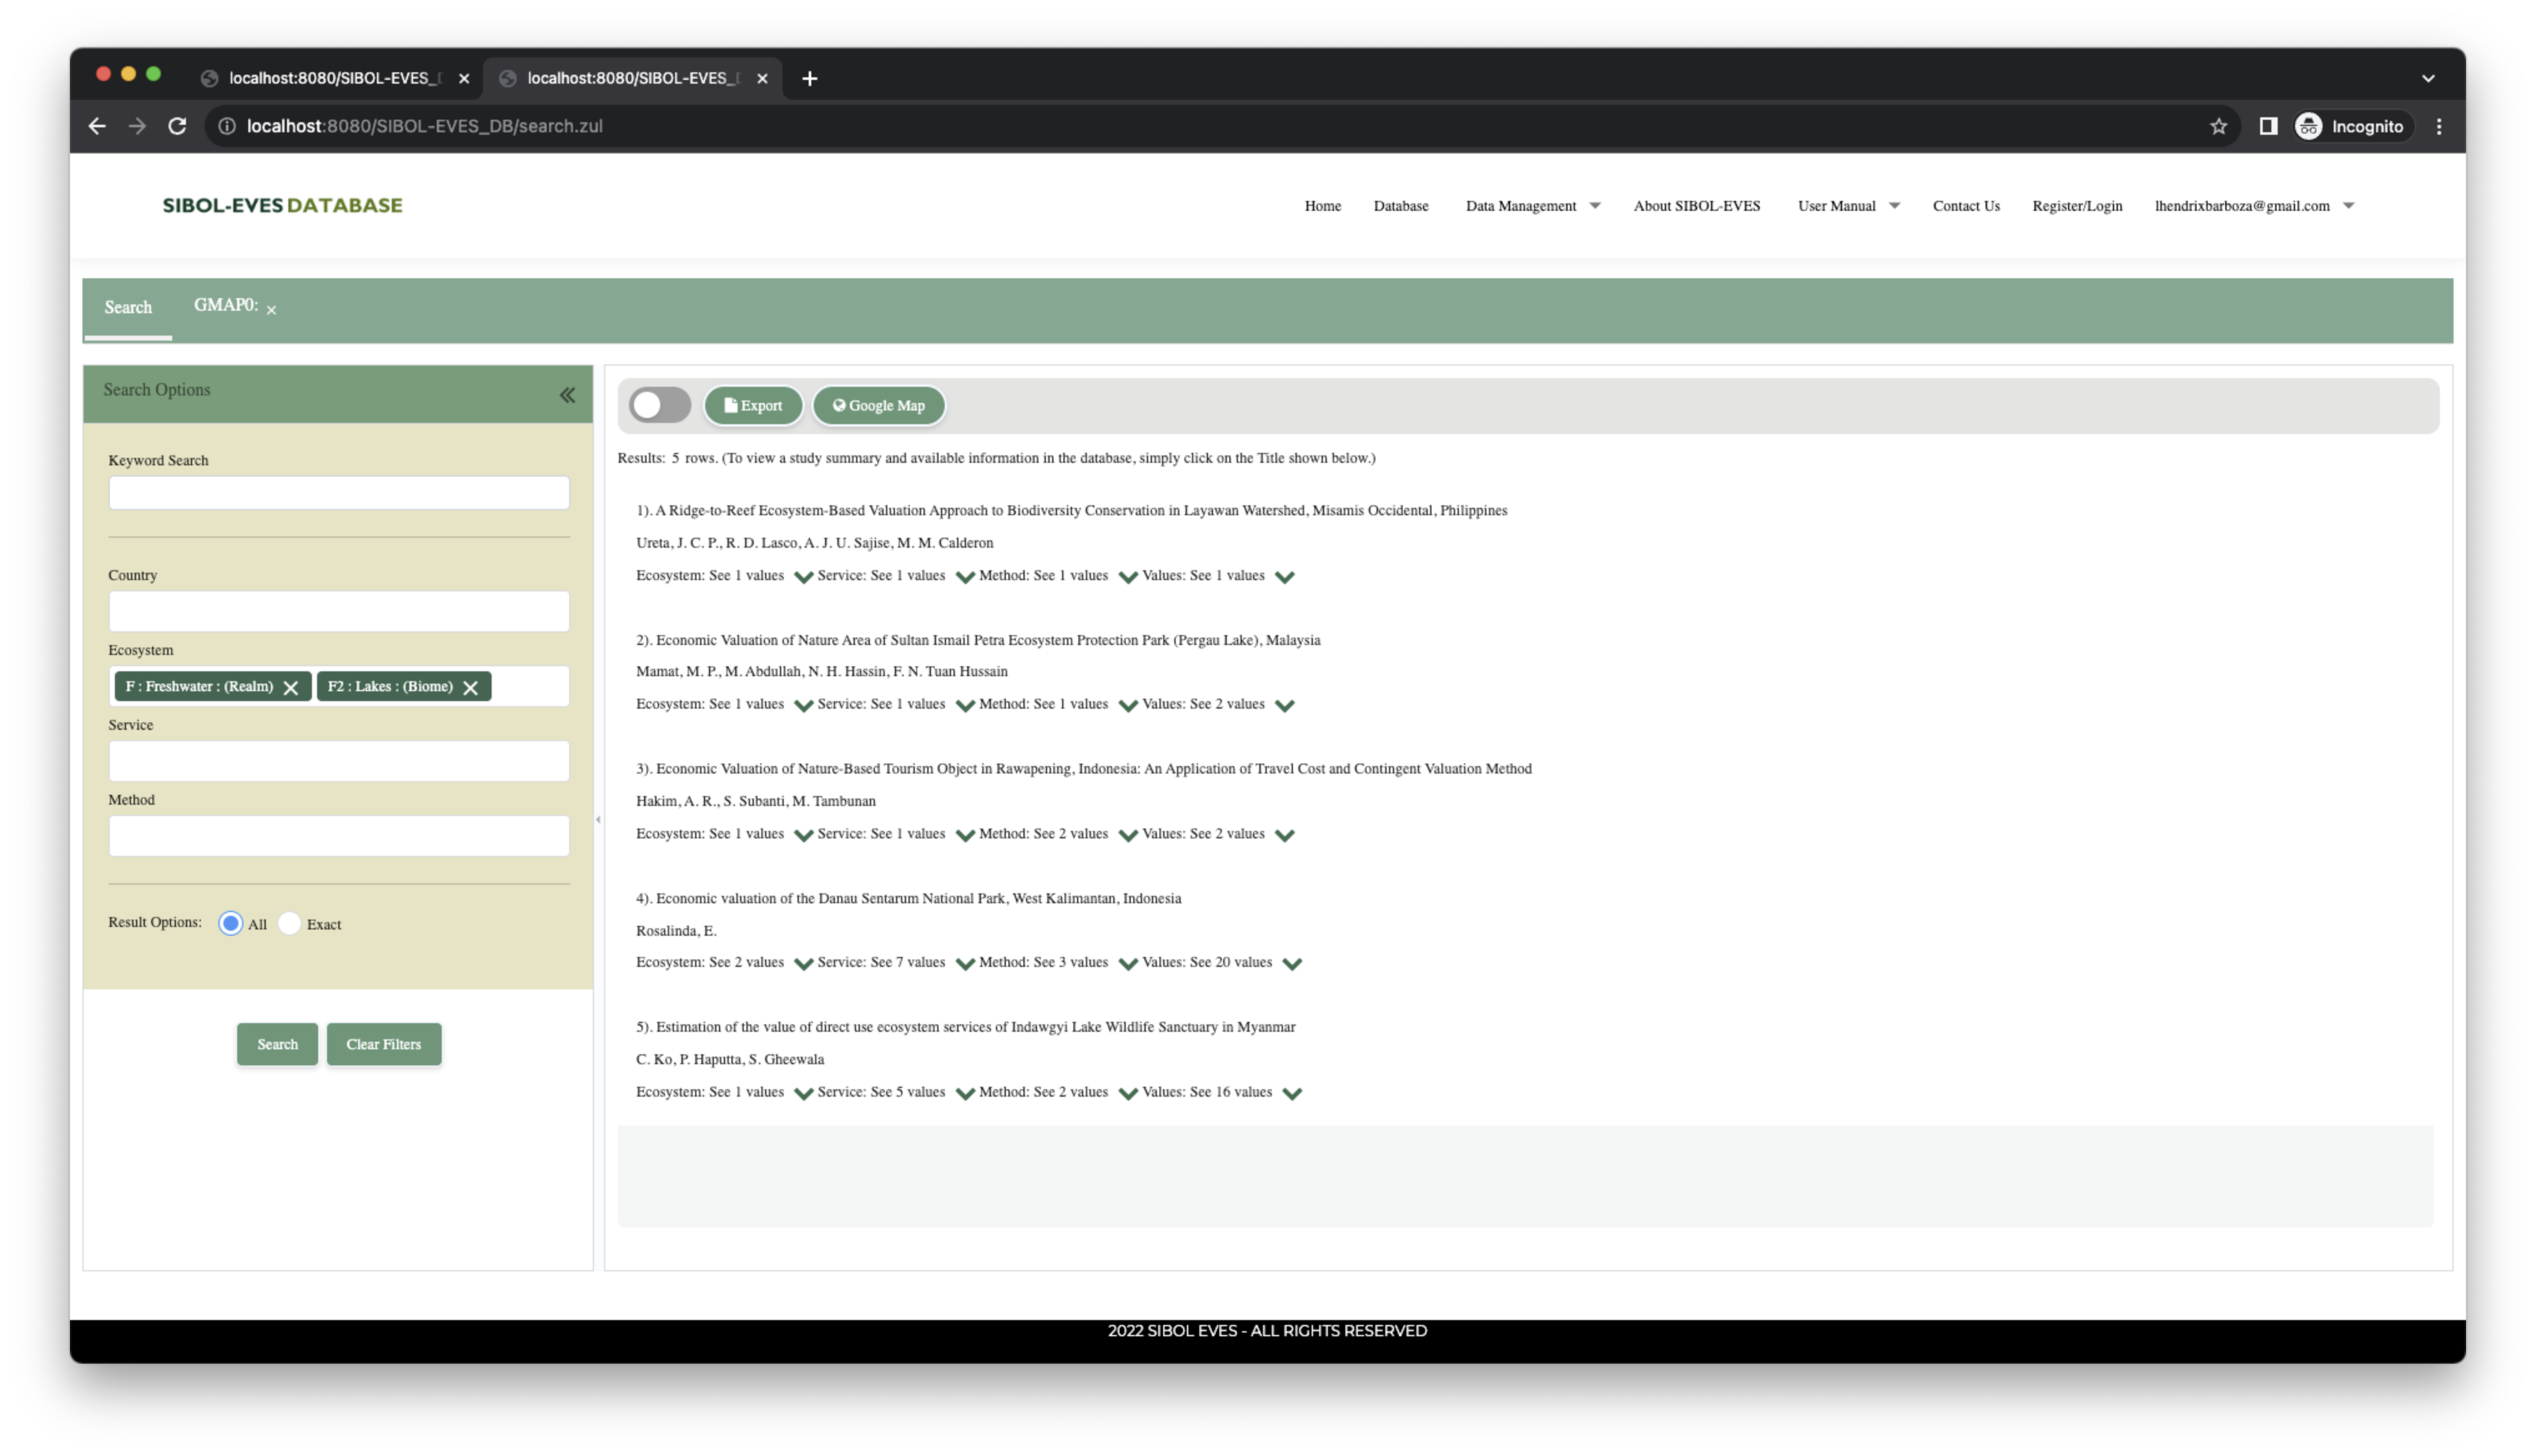 localhost:8080/SIBOL-EVES_
localhost:8080/SIBOL-EVES_
localhost:8080/SIBOL-EVES_DB/search.zul
Incognito
SIBOL-EVES DATABASE
Home Database Data Management About SIBOL-EVES User Manual Contact Us Register/Login lhendrixbarboza@gmail.com
Search GMAP0:
Search Options
Keyword Search
Country
Ecosystem
F : Freshwater : (Realm) F2 : Lakes : (Biome)
Service
Method
Result Options: All Exact
Search Clear Filters
Export Google Map
Results: 5 rows. (To view a study summary and available information in the database, simply click on the Title shown below.)
1). A Ridge-to-Reef Ecosystem-Based Valuation Approach to Biodiversity Conservation in Layawan Watershed, Misamis Occidental, Philippines
Ureta, J. C. P., R. D. Lasco, A. J. U. Sajise, M. M. Calderon
Ecosystem: See 1 values Service: See 1 values Method: See 1 values Values: See 1 values
2). Economic Valuation of Nature Area of Sultan Ismail Petra Ecosystem Protection Park (Pergau Lake), Malaysia
Mamat, M. P., M. Abdullah, N. H. Hassin, F. N. Tuan Hussain
Ecosystem: See 1 values Service: See 1 values Method: See 1 values Values: See 2 values
3). Economic Valuation of Nature-Based Tourism Object in Rawapening, Indonesia: An Application of Travel Cost and Contingent Valuation Method
Hakim, A. R., S. Subanti, M. Tambunan
Ecosystem: See 1 values Service: See 1 values Method: See 2 values Values: See 2 values
4). Economic valuation of the Danau Sentarum National Park, West Kalimantan, Indonesia
Rosalinda, E.
Ecosystem: See 2 values Service: See 7 values Method: See 3 values Values: See 20 values
5). Estimation of the value of direct use ecosystem services of Indawgyi Lake Wildlife Sanctuary in Myanmar
C. Ko, P. Haputta, S. Gheewala
Ecosystem: See 1 values Service: See 5 values Method: See 2 values Values: See 16 values
2022 SIBOL EVES - ALL RIGHTS RESERVED